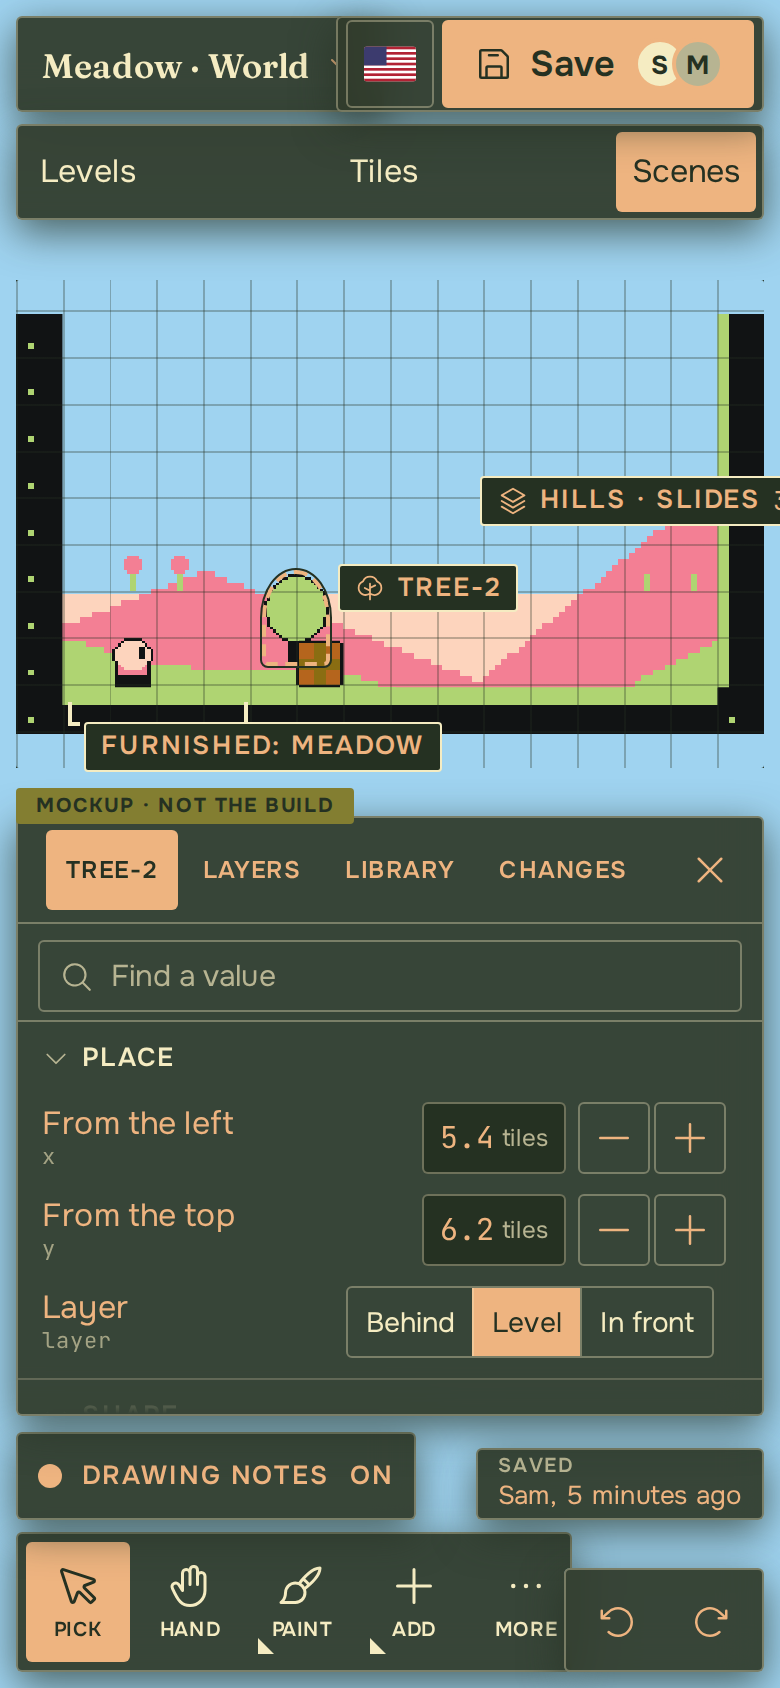 Meadow · World
Save
S
M
Levels
Tiles
Scenes
HILLS · SLIDES
TREE-2
FURNISHED: MEADOW
MOCKUP · NOT THE BUILD
TREE-2
LAYERS
LIBRARY
CHANGES
Find a value
PLACE
From the left
x
5.4 tiles
From the top
y
6.2 tiles
Layer
layer
Behind
Level
In front
DRAWING NOTES ON
SAVED
Sam, 5 minutes ago
PICK
HAND
PAINT
ADD
MORE